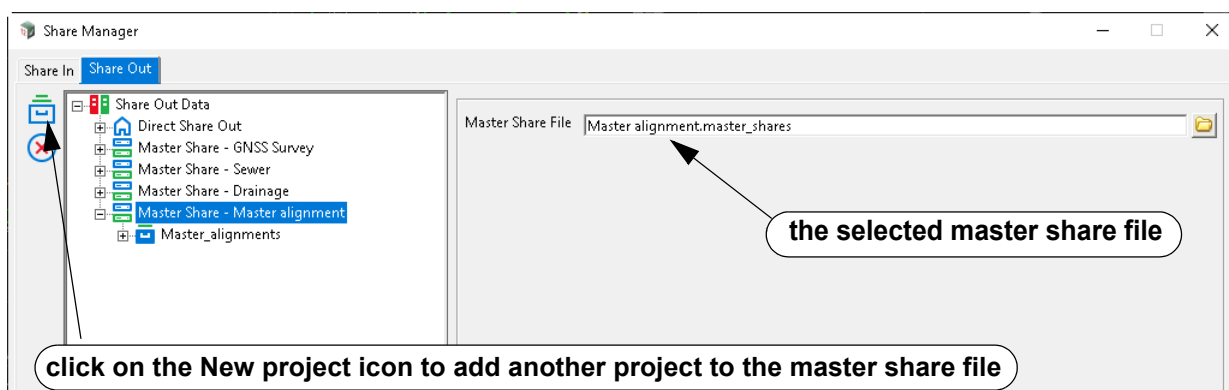 Share Manager
Share In Share Out
Share Out Data
Direct Share Out
Master Share - GNSS Survey
Master Share - Sewer
Master Share - Drainage
Master Share - Master alignment
Master_alignments
Master Share File Master alignment.master_shares
the selected master share file
click on the New project icon to add another project to the master share file